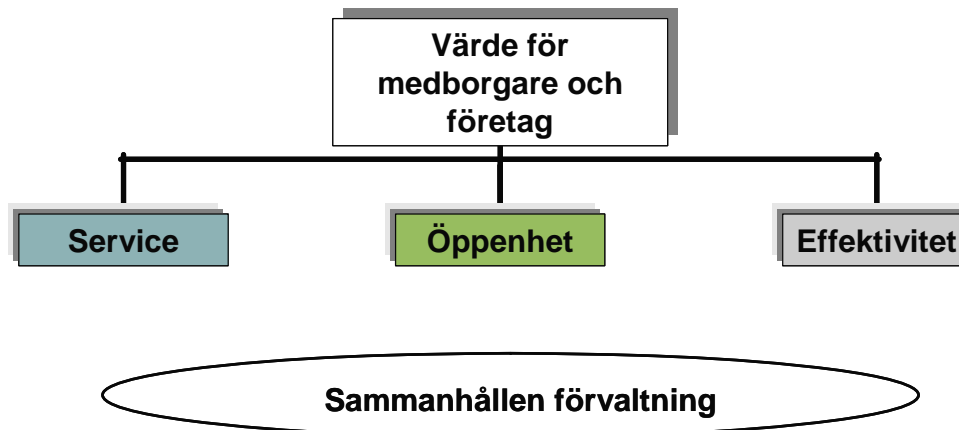 Värde för
medborgare och
företag
Service
Öppenhet
Effektivitet
Sammanhållen förvaltning